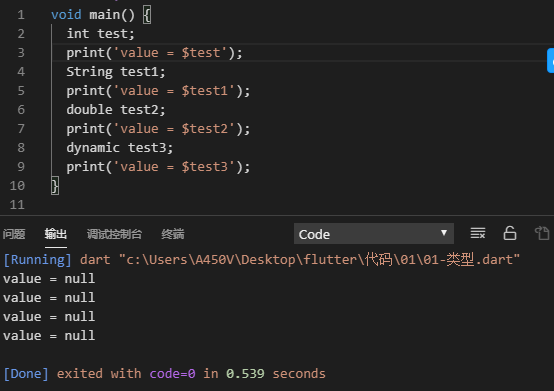 1 void main() {
2 int test;
3 print('value = $test');
4 String test1;
5 print('value = $test1');
6 double test2;
7 print('value = $test2');
8 dynamic test3;
9 print('value = $test3');
10 }
11
问题 输出 调试控制台 终端 Code
[Running] dart "c:\Users\A450V\Desktop\flutter\代码\01\01-类型.dart"
value = null
value = null
value = null
value = null
[Done] exited with code=0 in 0.539 seconds